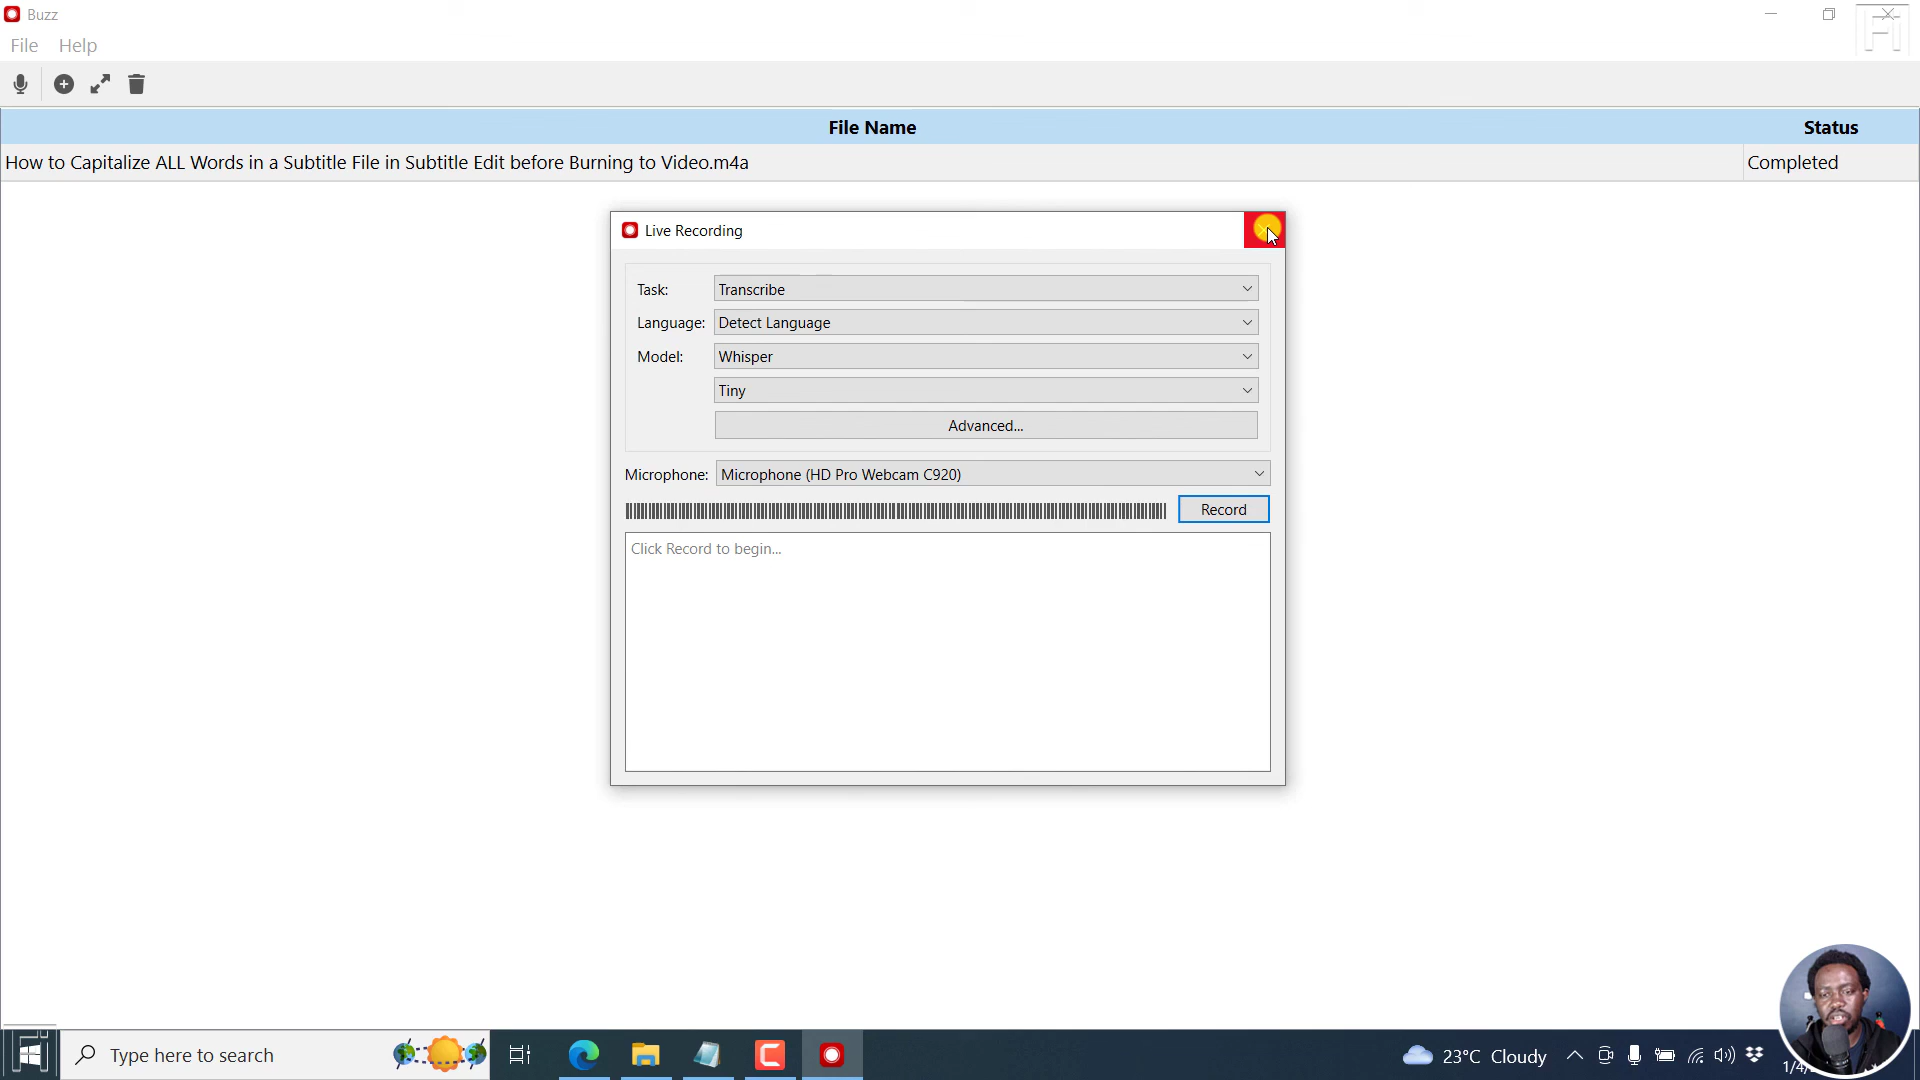 Buzz
File Help
File Name Status
How to Capitalize ALL Words in a Subtitle File in Subtitle Edit before Burning to Video.m4a Completed
Live Recording
Task: Transcribe
Language: Detect Language
Model: Whisper
Tiny
Advanced...
Microphone: Microphone (HD Pro Webcam C920)
Record
Click Record to begin...
Type here to search
23°C Cloudy